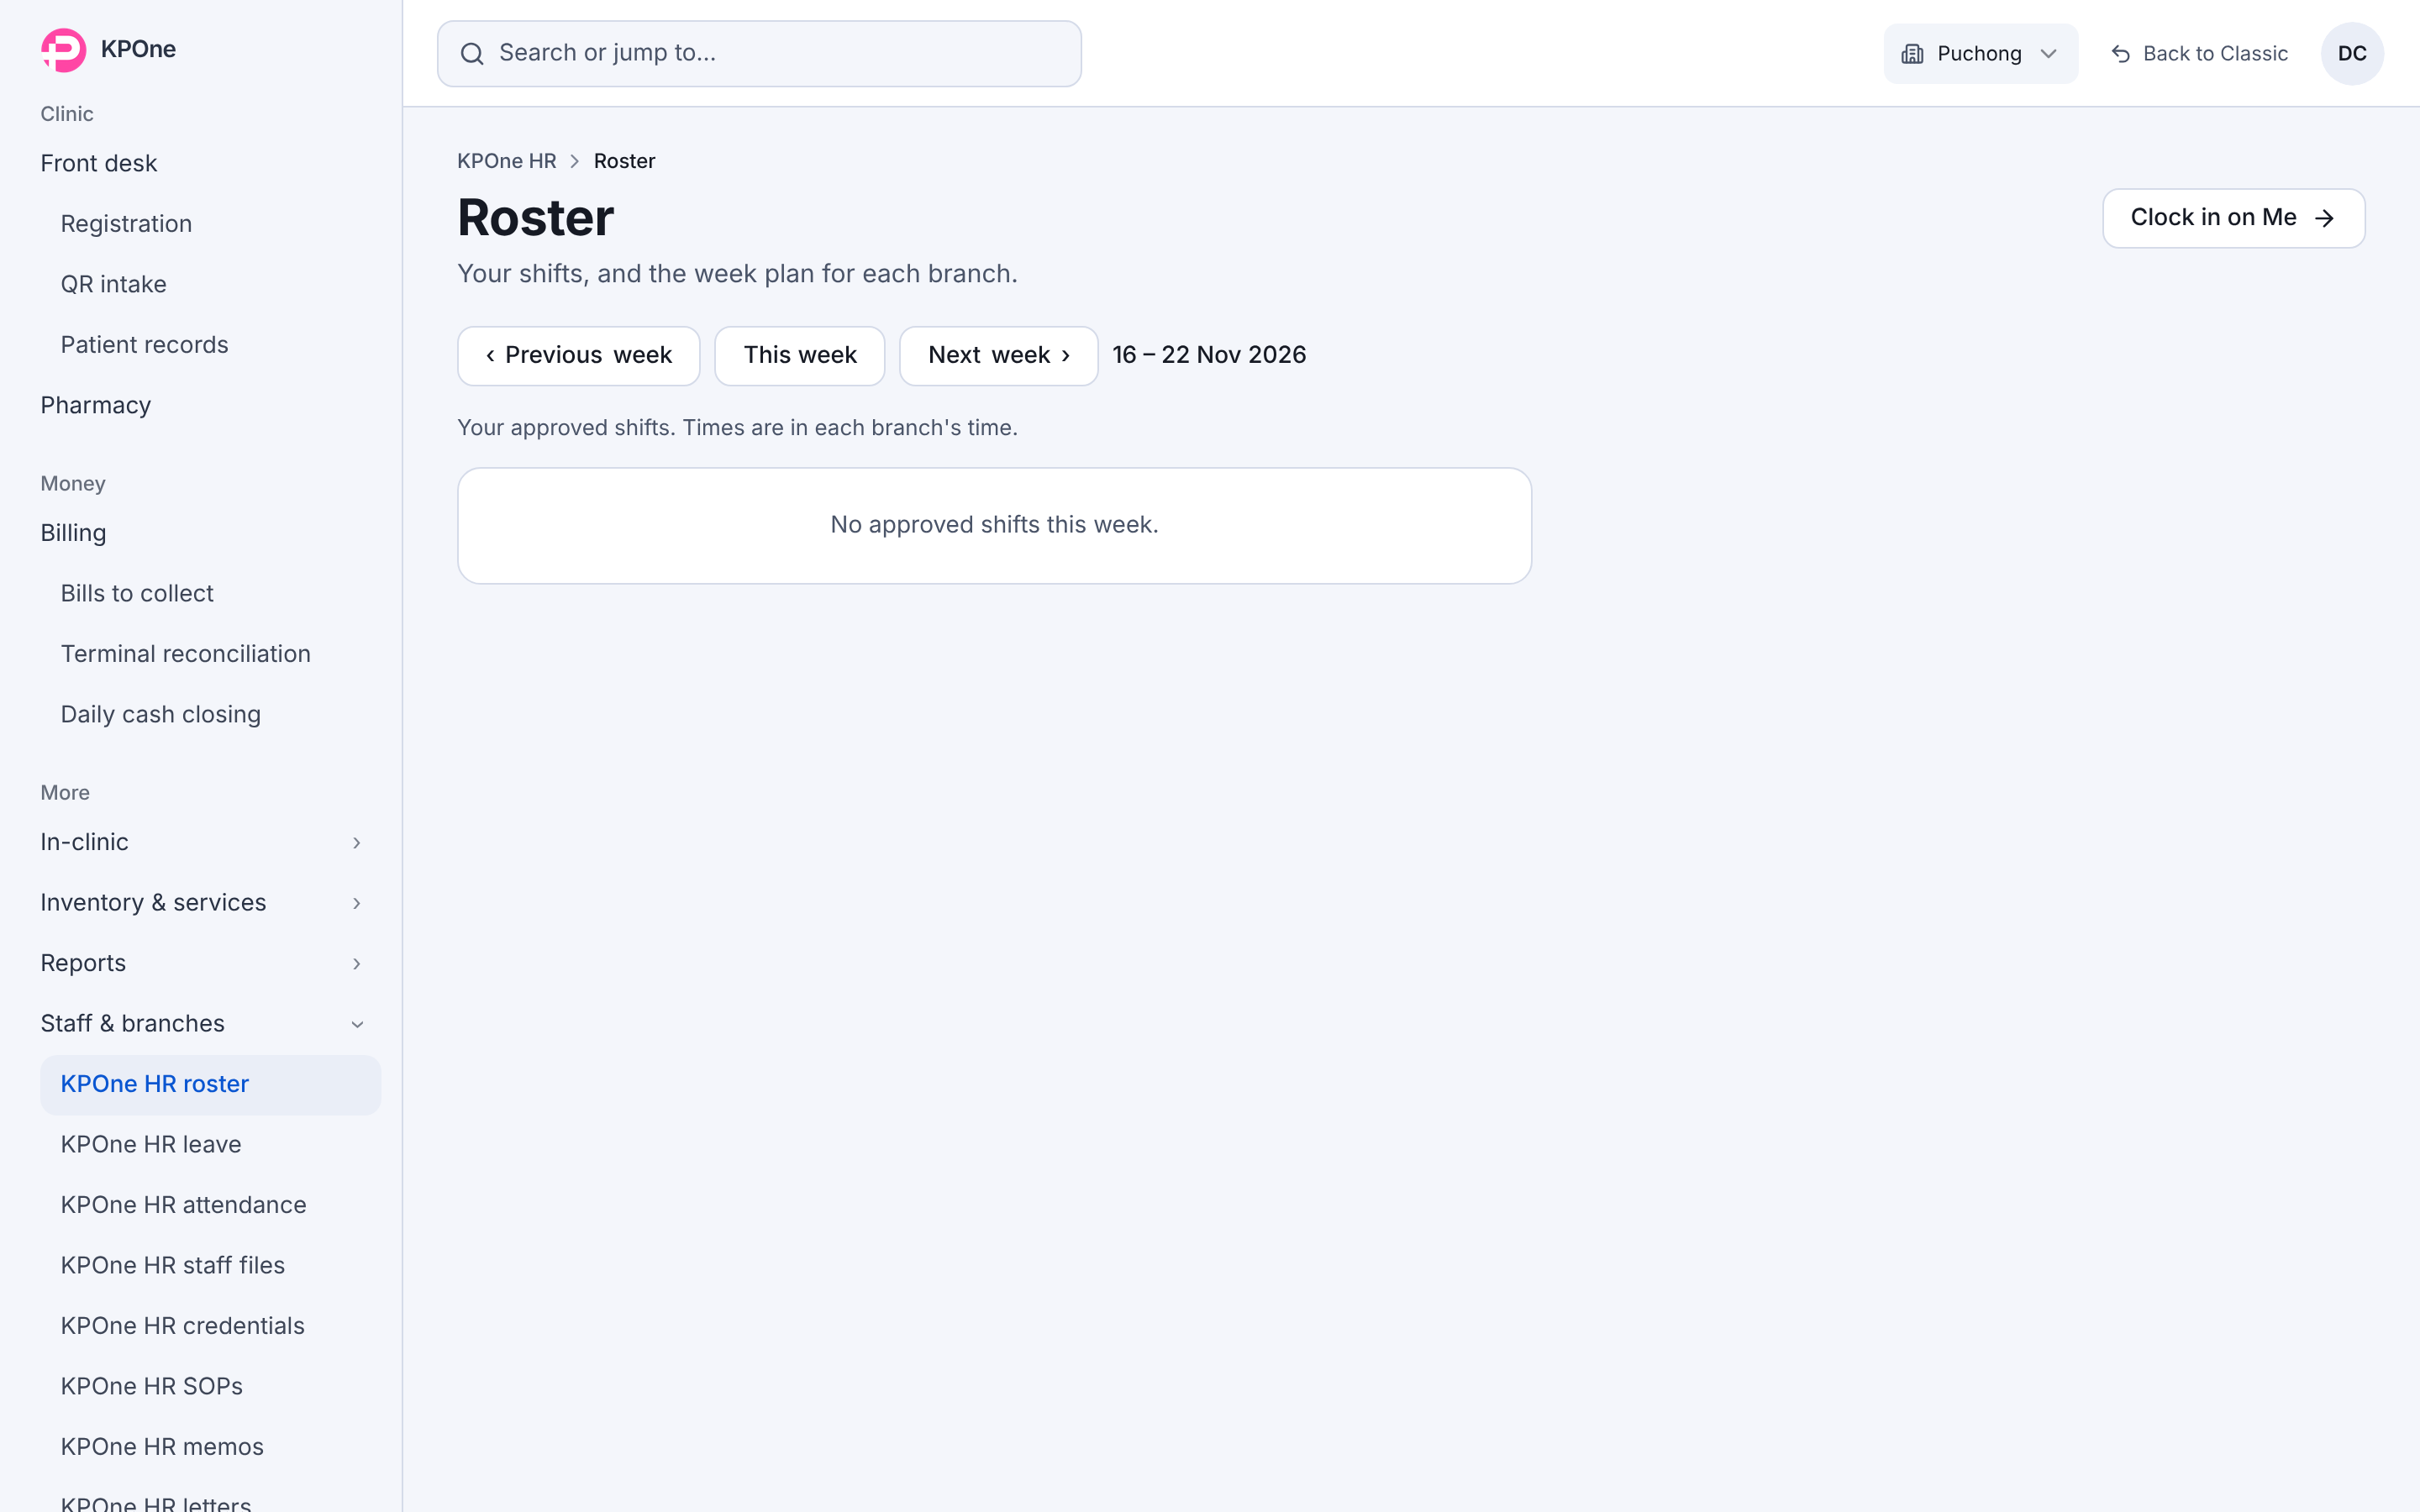 KPOne
Clinic
Front desk
Registration
QR intake
Patient records
Pharmacy
Money
Billing
Bills to collect
Terminal reconciliation
Daily cash closing
More
In-clinic
Inventory & services
Reports
Staff & branches
KPOne HR roster
KPOne HR leave
KPOne HR attendance
KPOne HR staff files
KPOne HR credentials
KPOne HR SOPs
KPOne HR memos
KPOne HR letters
Search or jump to...
Puchong
Back to Classic
DC
KPOne HR > Roster
Roster
Clock in on Me →
Your shifts, and the week plan for each branch.
‹ Previous week
This week
Next week ›
16 – 22 Nov 2026
Your approved shifts. Times are in each branch's time.
No approved shifts this week.